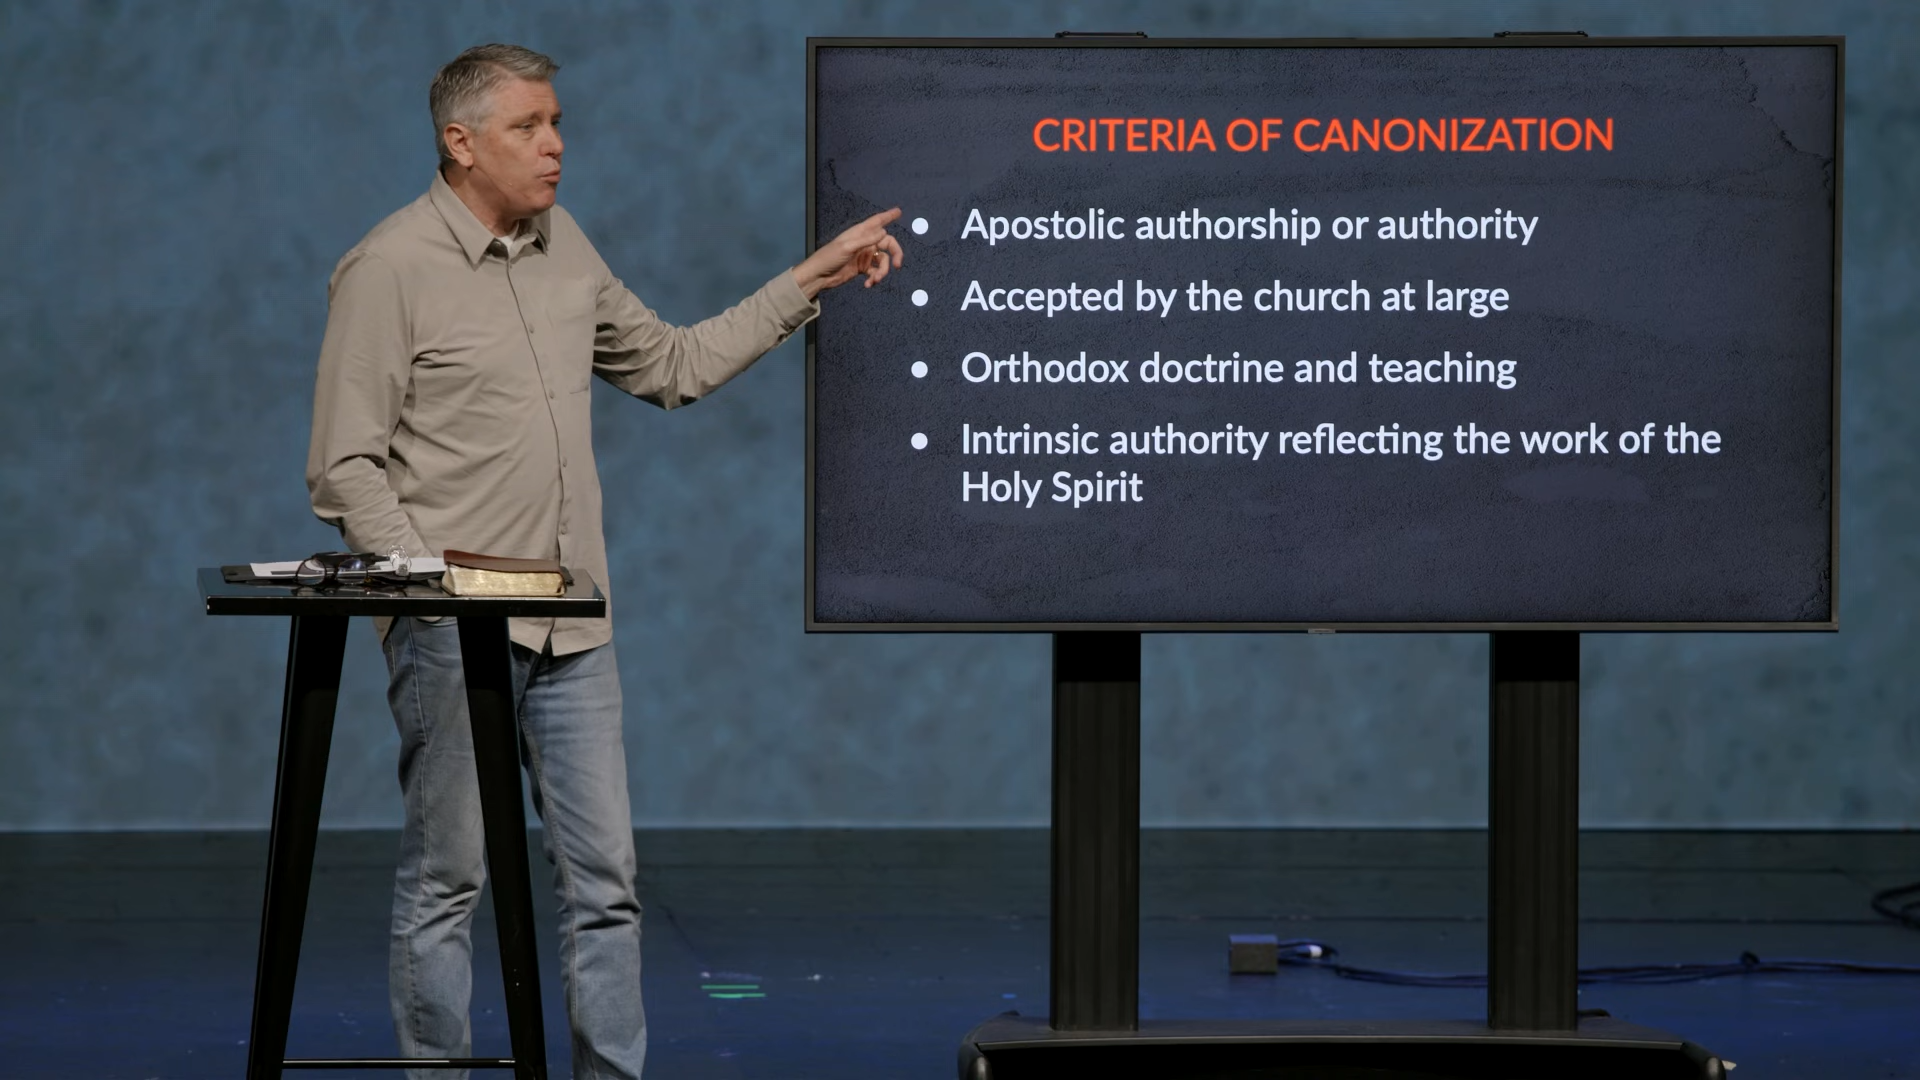 CRITERIA OF CANONIZATION
● Apostolic authorship or authority
● Accepted by the church at large
● Orthodox doctrine and teaching
● Intrinsic authority reflecting the work of the
Holy Spirit